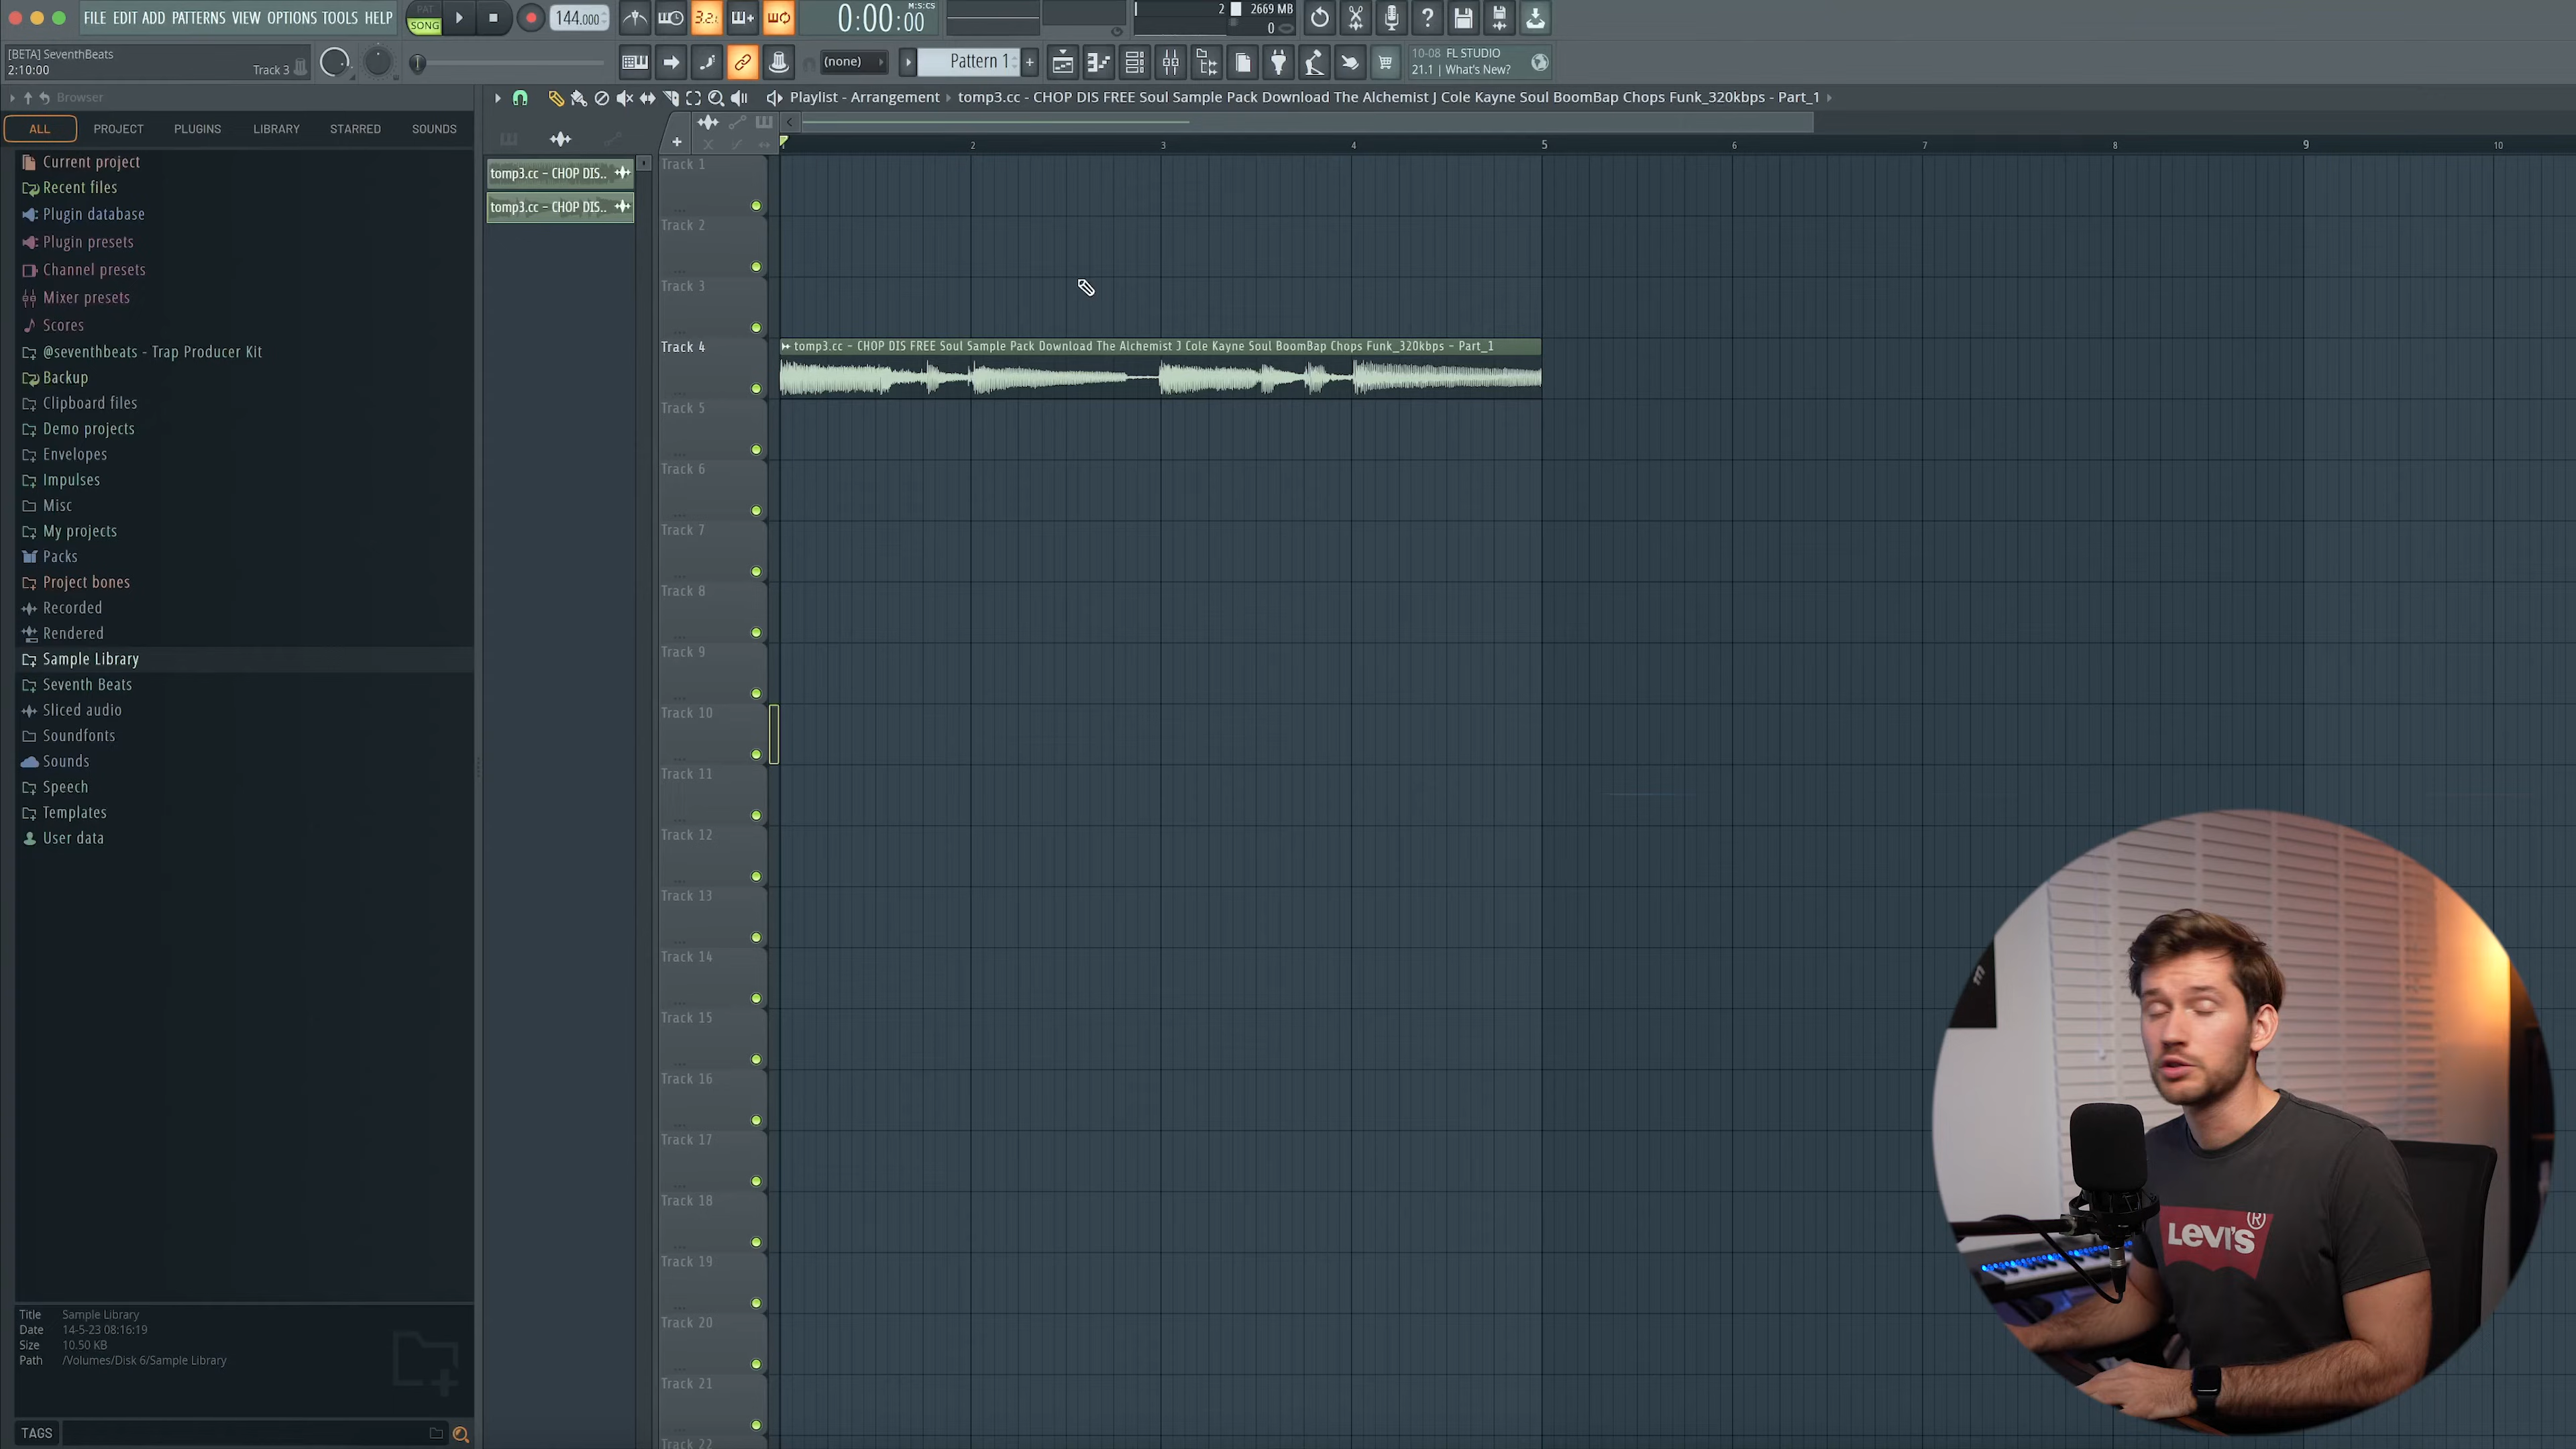 FILE EDIT ADD PATTERNS VIEW OPTIONS TOOLS HELP
PAT
SONG
144.000
3.2.
0:00:00
M:S:CS
2
2669 MB
0
[BETA] SeventhBeats
2:10:00
Track 3
(none)
Pattern 1
+
10-08 FL STUDIO
21.1 | What's New?
Browser
Playlist - Arrangement › tomp3.cc - CHOP DIS FREE Soul Sample Pack Download The Alchemist J Cole Kayne Soul BoomBap Chops Funk_320kbps - Part_1
ALL
PROJECT
PLUGINS
LIBRARY
STARRED
SOUNDS
Current project
Recent files
Plugin database
Plugin presets
Channel presets
Mixer presets
Scores
@seventhbeats - Trap Producer Kit
Backup
Clipboard files
Demo projects
Envelopes
Impulses
Misc
My projects
Packs
Project bones
Recorded
Rendered
Sample Library
Seventh Beats
Sliced audio
Soundfonts
Sounds
Speech
Templates
User data
Title Sample Library
Date 14-5-23 08:16:19
Size 10.50 KB
Path /Volumes/Disk 6/Sample Library
TAGS
tomp3.cc - CHOP DIS..
tomp3.cc - CHOP DIS..
2 3 4 5 6 7 8 9 10
Track 1
Track 2
Track 3
Track 4
tomp3.cc - CHOP DIS FREE Soul Sample Pack Download The Alchemist J Cole Kayne Soul BoomBap Chops Funk_320kbps - Part_1
Track 5
Track 6
Track 7
Track 8
Track 9
Track 10
Track 11
Track 12
Track 13
Track 14
Track 15
Track 16
Track 17
Track 18
Track 19
Track 20
Track 21
Track 22
LEVI'S®